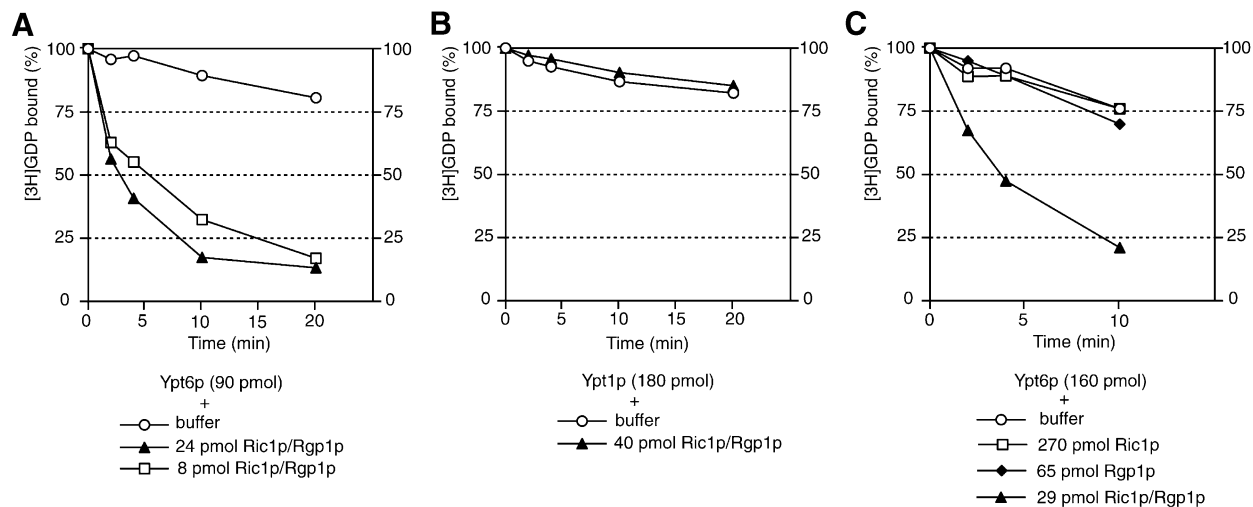 A
[3H]GDP bound (%)
100
75
50
25
0
100
75
50
25
0
0 5 10 15 20
Time (min)
Ypt6p (90 pmol)
+
buffer
24 pmol Ric1p/Rgp1p
8 pmol Ric1p/Rgp1p
B
[3H]GDP bound (%)
100
75
50
25
0
100
75
50
25
0
0 5 10 15 20
Time (min)
Ypt1p (180 pmol)
+
buffer
40 pmol Ric1p/Rgp1p
C
[3H]GDP bound (%)
100
75
50
25
0
100
75
50
25
0
0 5 10
Time (min)
Ypt6p (160 pmol)
+
buffer
270 pmol Ric1p
65 pmol Rgp1p
29 pmol Ric1p/Rgp1p